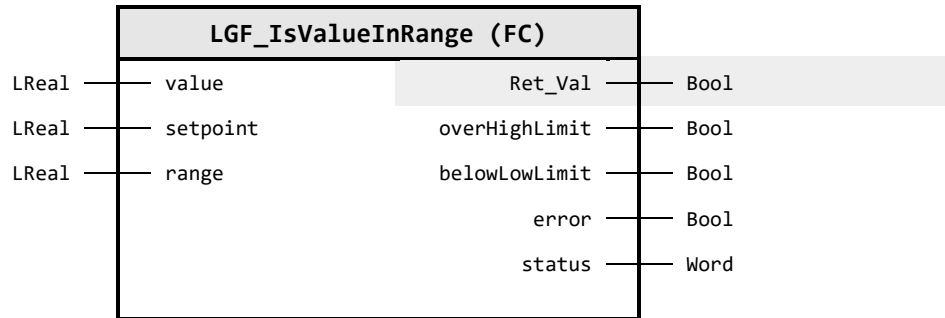 LGF_IsValueInRange (FC)
LReal value Ret_Val Bool
LReal setpoint overHighLimit Bool
LReal range belowLowLimit Bool
error Bool
status Word